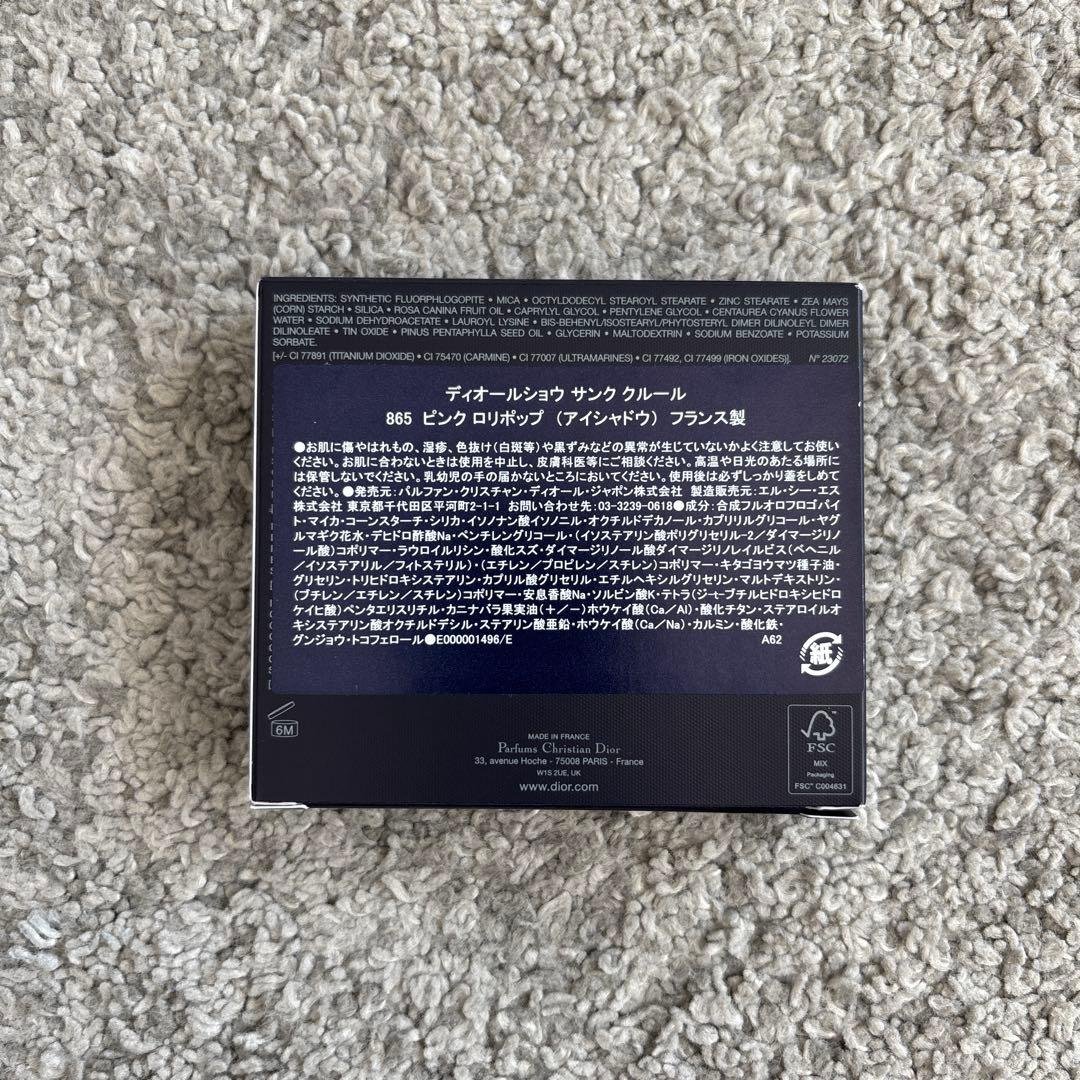 INGREDIENTS: SYNTHETIC FLUORPHLOGOPITE • MICA • OCTYLDODECYL STEAROYL STEARATE • ZINC STEARATE • ZEA MAYS
(CORN) STARCH • SILICA • ROSA CANINA FRUIT OIL • CAPRYLYL GLYCOL • PENTYLENE GLYCOL • CENTAUREA CYANUS FLOWER
WATER • SODIUM DEHYDROACETATE • LAUROYL LYSINE • BIS-BEHENYL/ISOSTEARYL/PHYTOSTERYL DIMER DILINOLEYL DIMER
DILINOLEATE • TIN OXIDE • PINUS PENTAPHYLLA SEED OIL • GLYCERIN • MALTODEXTRIN • SODIUM BENZOATE • POTASSIUM
SORBATE.
[+/- CI 77891 (TITANIUM DIOXIDE) • CI 75470 (CARMINE) • CI 77007 (ULTRAMARINES) • CI 77492, CI 77499 (IRON OXIDES)]. N° 23072
ディオールショウ サンク クルール
865 ピンク ロリポップ (アイシャドウ) フランス製
●お肌に傷やはれもの、湿疹、色抜け(白斑等)や黒ずみなどの異常が生じていないかよく注意してお使い
ください。お肌に合わないときは使用を中止し、皮膚科医等にご相談ください。高温や日光のあたる場所に
は保管しないでください。乳幼児の手の届かないところにおいてください。使用後は必ずしっかり蓋をしめて
ください。●発売元:パルファン・クリスチャン・ディオール・ジャポン株式会社 製造販売元:エル・シー・エス
株式会社 東京都千代田区平河町2-1-1 お問い合わせ先:03-3239-0618●成分:合成フルオロフロゴパイ
ト・マイカ・コーンスターチ・シリカ・イソノナン酸イソノニル・オクチルドデカノール・カプリリルグリコール・ヤグ
ルマギク花水・デヒドロ酢酸Na・ペンチレングリコール・(イソステアリン酸ポリグリセリル-2/ダイマージリノ
ール酸)コポリマー・ラウロイルリシン・酸化スズ・ダイマージリノール酸ダイマージリノレイルビス(ベヘニル
/イソステアリル/フィトステリル)・(エチレン/プロピレン/スチレン)コポリマー・キタゴヨウマツ種子油・
グリセリン・トリヒドロキシステアリン・カプリル酸グリセリル・エチルヘキシルグリセリン・マルトデキストリン・
(ブチレン/エチレン/スチレン)コポリマー・安息香酸Na・ソルビン酸K・テトラ(ジ-t-ブチルヒドロキシヒドロ
ケイヒ酸)ペンタエリスリチル・カニナバラ果実油(+/-)ホウケイ酸(Ca/Al)・酸化チタン・ステアロイルオ
キシステアリン酸オクチルドデシル・ステアリン酸亜鉛・ホウケイ酸(Ca/Na)・カルミン・酸化鉄・
グンジョウ・トコフェロール●E000001496/E A62
紙
6M
MADE IN FRANCE
Parfums Christian Dior
33, avenue Hoche - 75008 PARIS - France
W1S 2UE, UK
www.dior.com
FSC
MIX
Packaging
FSC™ C004631